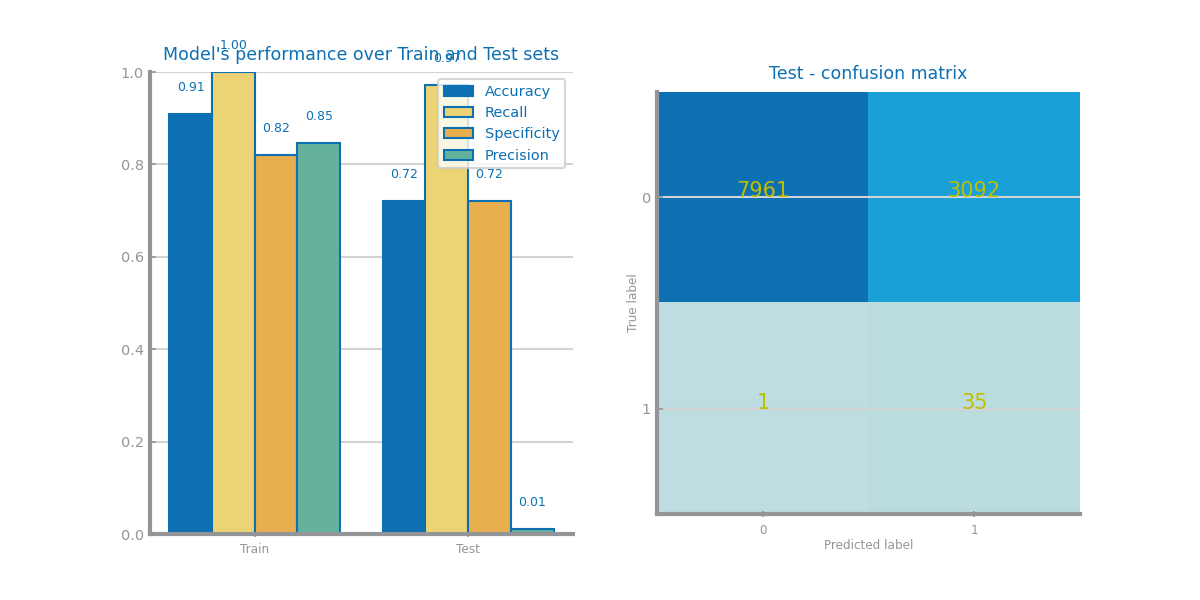 Model's performance over Train and Test sets
1.00
0.97
0.91
0.82
0.85
0.72
0.72
0.01
Accuracy
Recall
Specificity
Precision
1.0
0.8
0.6
0.4
0.2
0.0
Train
Test
Test - confusion matrix
True label
0
1
7961
3092
1
35
0
1
Predicted label